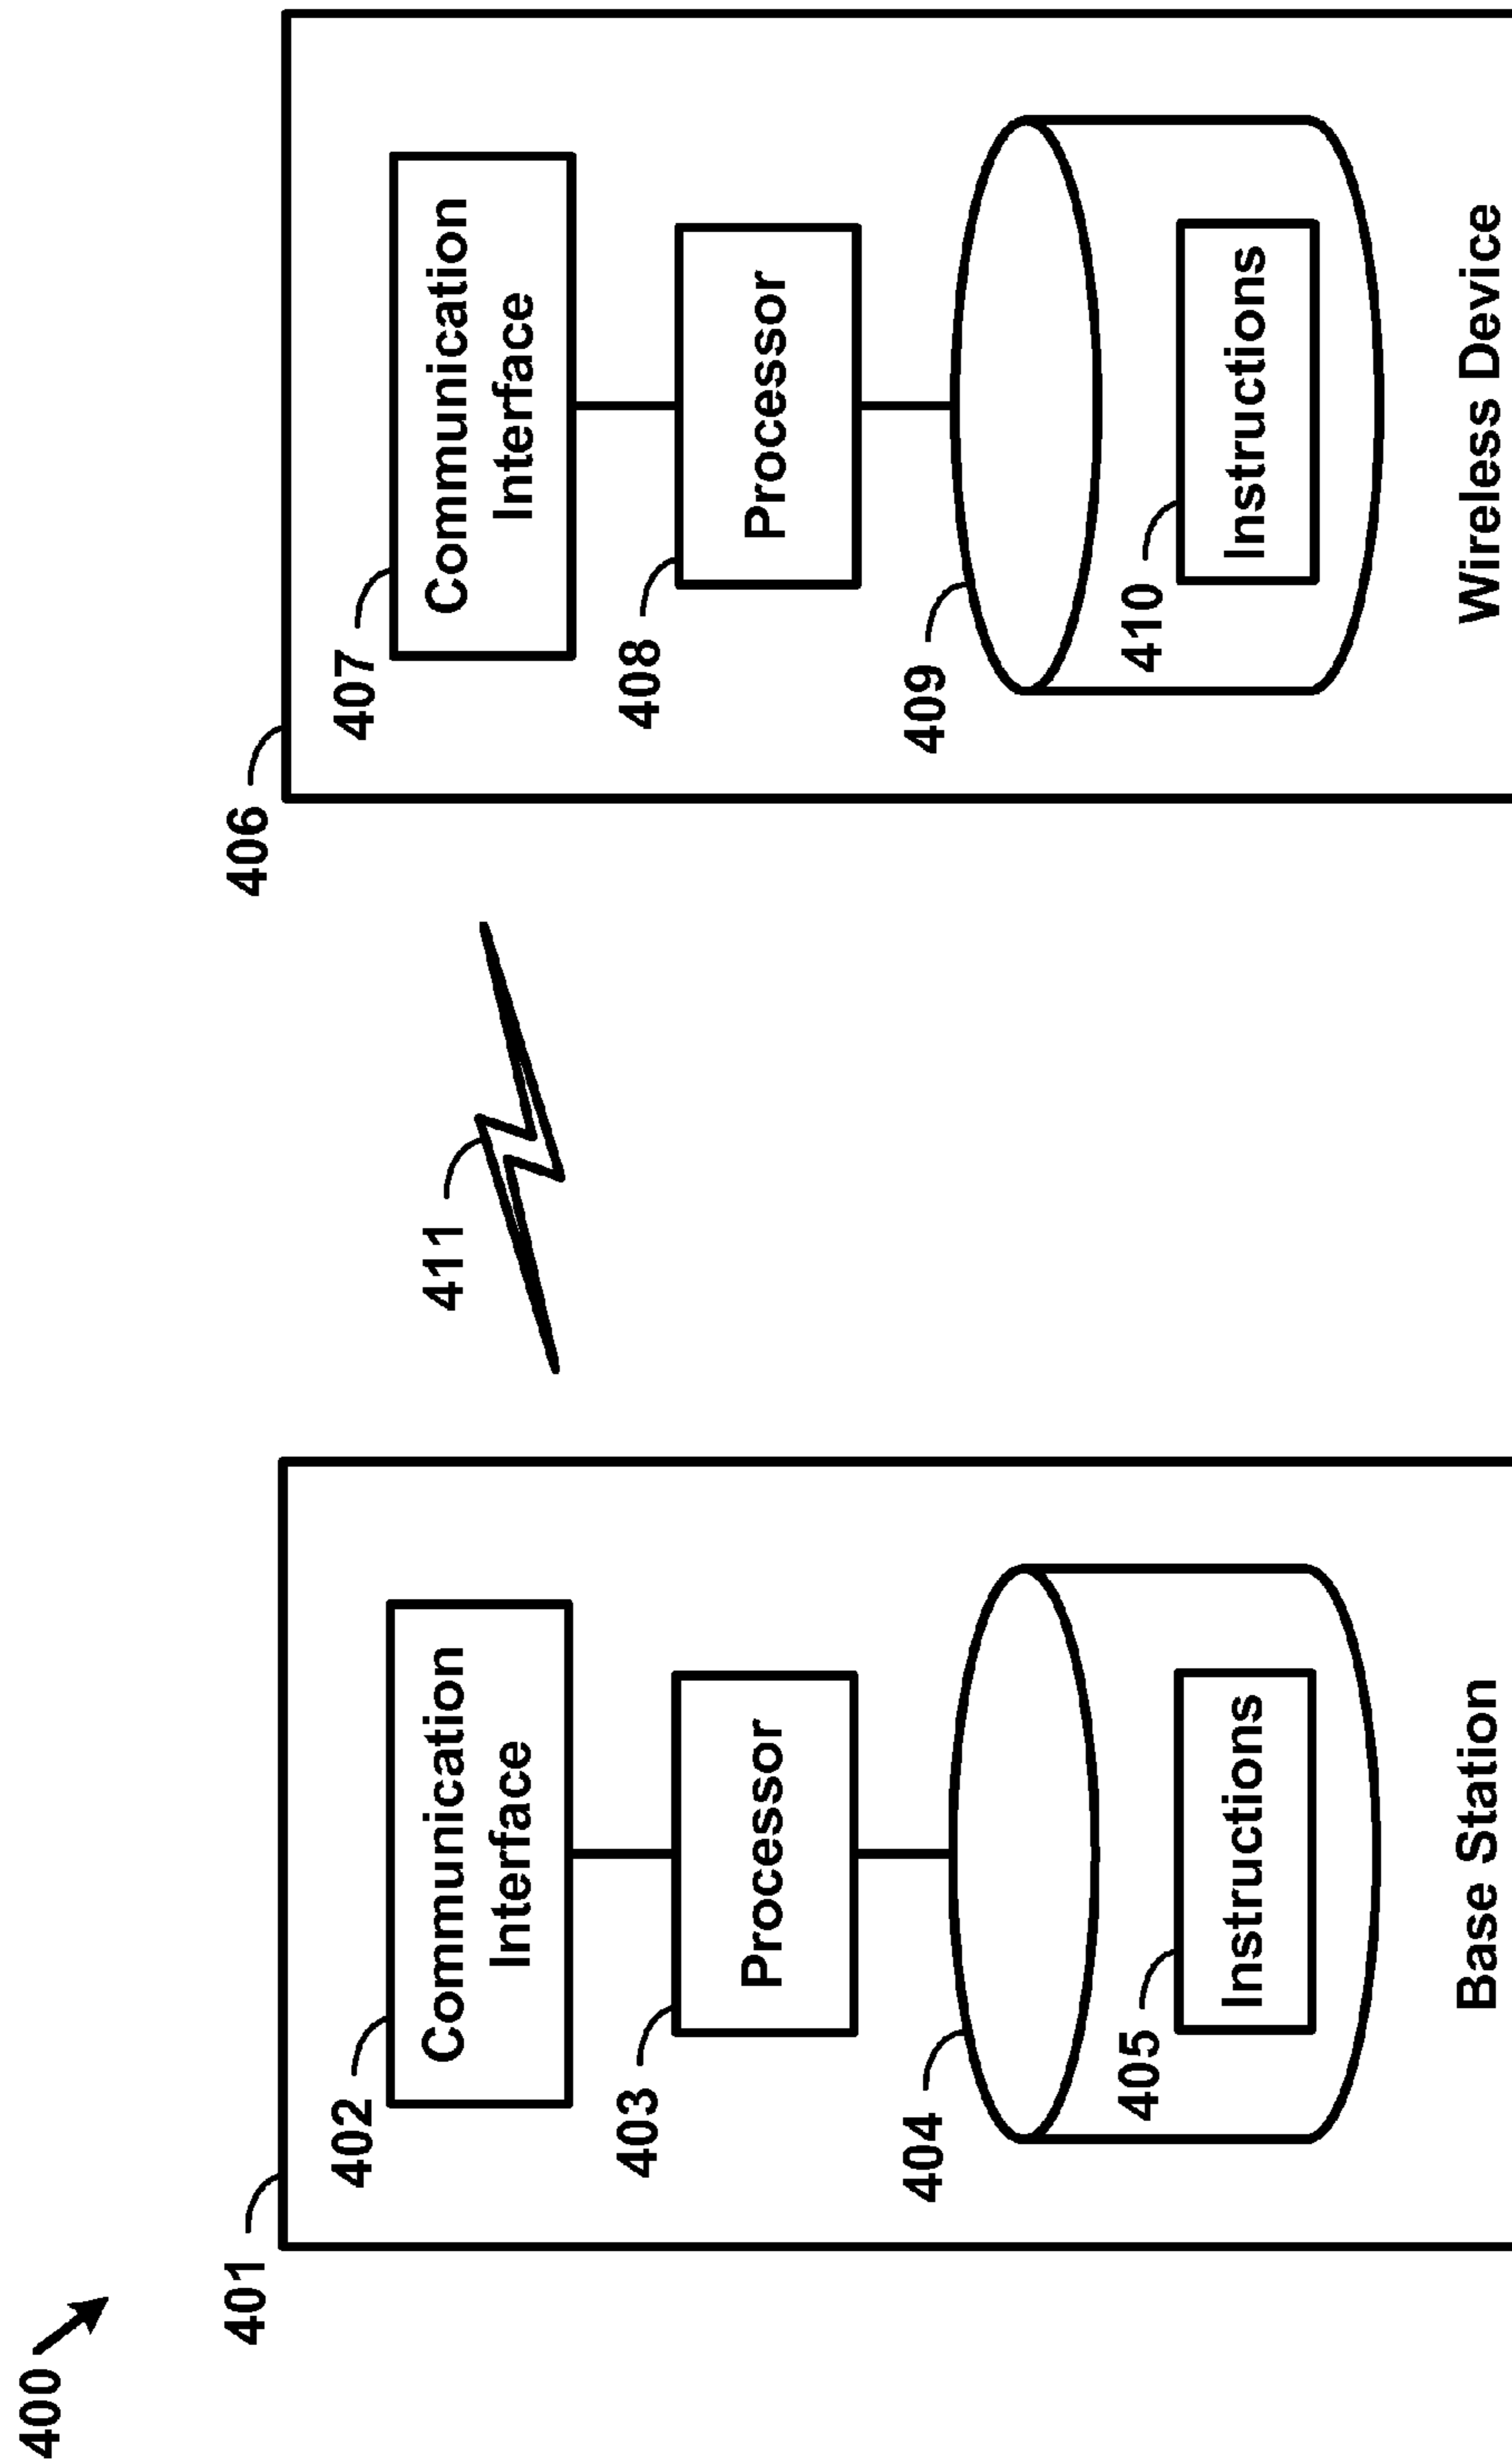 400
401
402
Communication
Interface
403
Processor
404
405
Instructions
Base Station
411
406
407
Communication
Interface
408
Processor
409
410
Instructions
Wireless Device